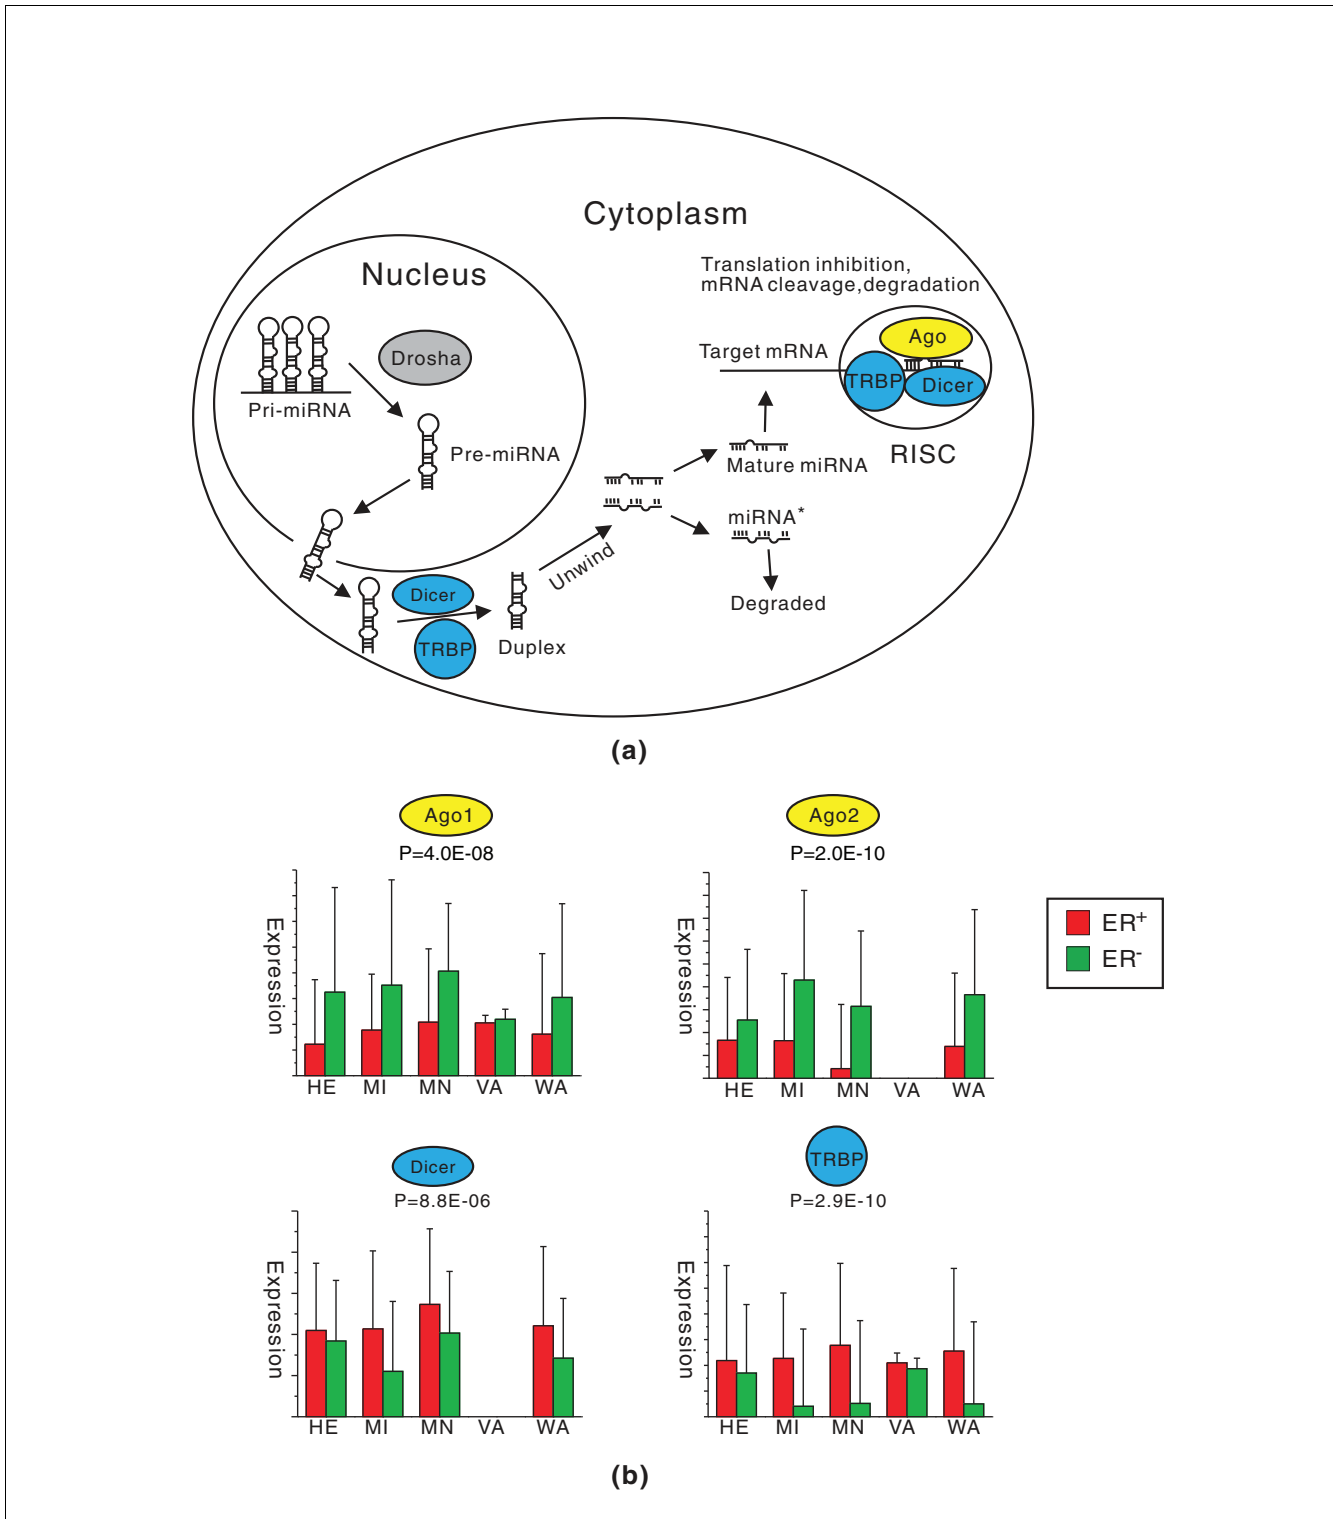 Cytoplasm
Nucleus
Translation inhibition,
mRNA cleavage,degradation
Ago
Drosha
Target mRNA
TRBP
Dicer
Pri-miRNA
Pre-miRNA
Mature miRNA
RISC
miRNA*
Unwind
Dicer
Degraded
TRBP
Duplex
(a)
Ago1
P=4.0E-08
Expression
HE MI MN VA WA
Ago2
P=2.0E-10
Expression
HE MI MN VA WA
ER+
ER-
Dicer
P=8.8E-06
Expression
HE MI MN VA WA
TRBP
P=2.9E-10
Expression
HE MI MN VA WA
(b)